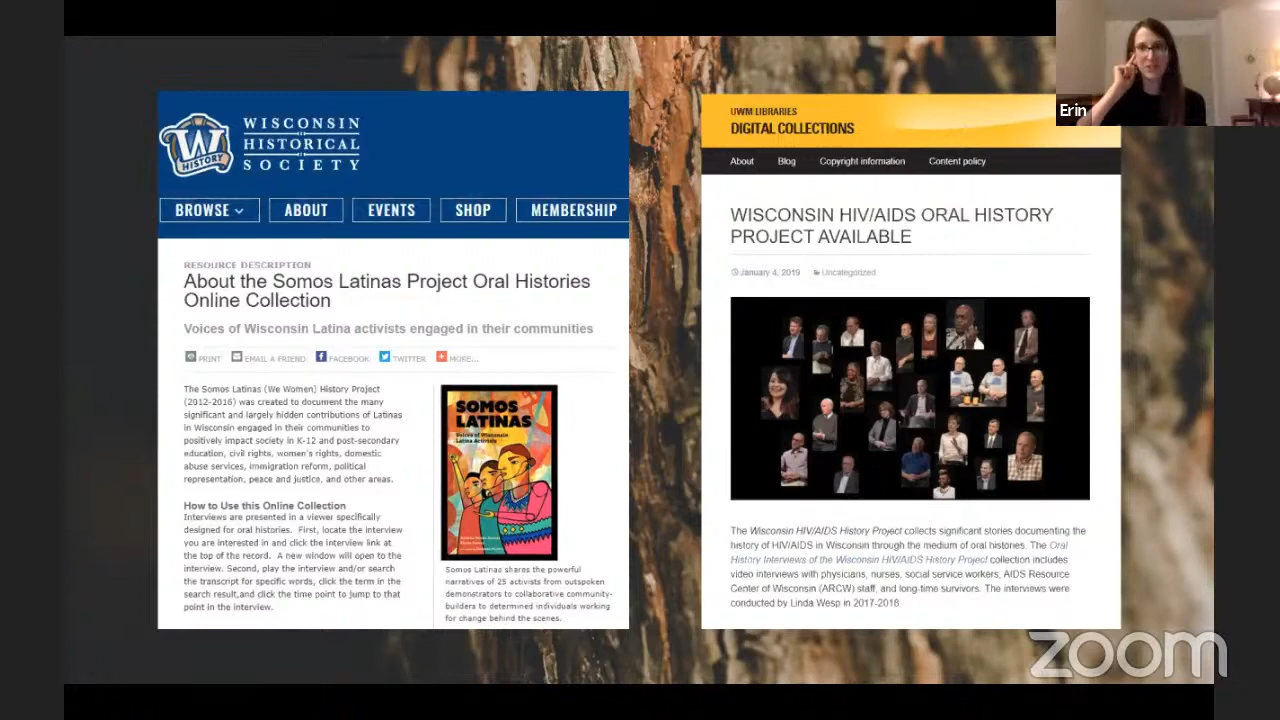 W
HISTORY
WISCONSIN
HISTORICAL
SOCIETY
BROWSE
ABOUT
EVENTS
SHOP
MEMBERSHIP
RESOURCE DESCRIPTION
About the Somos Latinas Project Oral Histories
Online Collection
Voices of Wisconsin Latina activists engaged in their communities
PRINT
EMAIL A FRIEND
FACEBOOK
TWITTER
MORE...
The Somos Latinas (We Women) History Project
(2012-2016) was created to document the many
significant and largely hidden contributions of Latinas
in Wisconsin engaged in their communities to
positively impact society in K-12 and post-secondary
education, civil rights, women's rights, domestic
abuse services, immigration reform, political
representation, peace and justice, and other areas.
How to Use this Online Collection
Interviews are presented in a viewer specifically
designed for oral histories. First, locate the interview
you are interested in and click the interview link at
the top of the record. A new window will open to the
interview. Second, play the interview and/or search
the transcript for specific words, click the term in the
search result,and click the time point to jump to that
point in the interview.
SOMOS
LATINAS
Voices of Wisconsin
Latina Activists
Somos Latinas shares the powerful
narratives of 25 activists from outspoken
demonstrators to collaborative community-
builders to determined individuals working
for change behind the scenes.
UWM LIBRARIES
DIGITAL COLLECTIONS
About
Blog
Copyright information
Content policy
WISCONSIN HIV/AIDS ORAL HISTORY
PROJECT AVAILABLE
January 4, 2019
Uncategorized
The Wisconsin HIV/AIDS History Project collects significant stories documenting the
history of HIV/AIDS in Wisconsin through the medium of oral histories. The Oral
History Interviews of the Wisconsin HIV/AIDS History Project collection includes
video interviews with physicians, nurses, social service workers, AIDS Resource
Center of Wisconsin (ARCW) staff, and long-time survivors. The interviews were
conducted by Linda Wesp in 2017-2018.
Erin
zoom